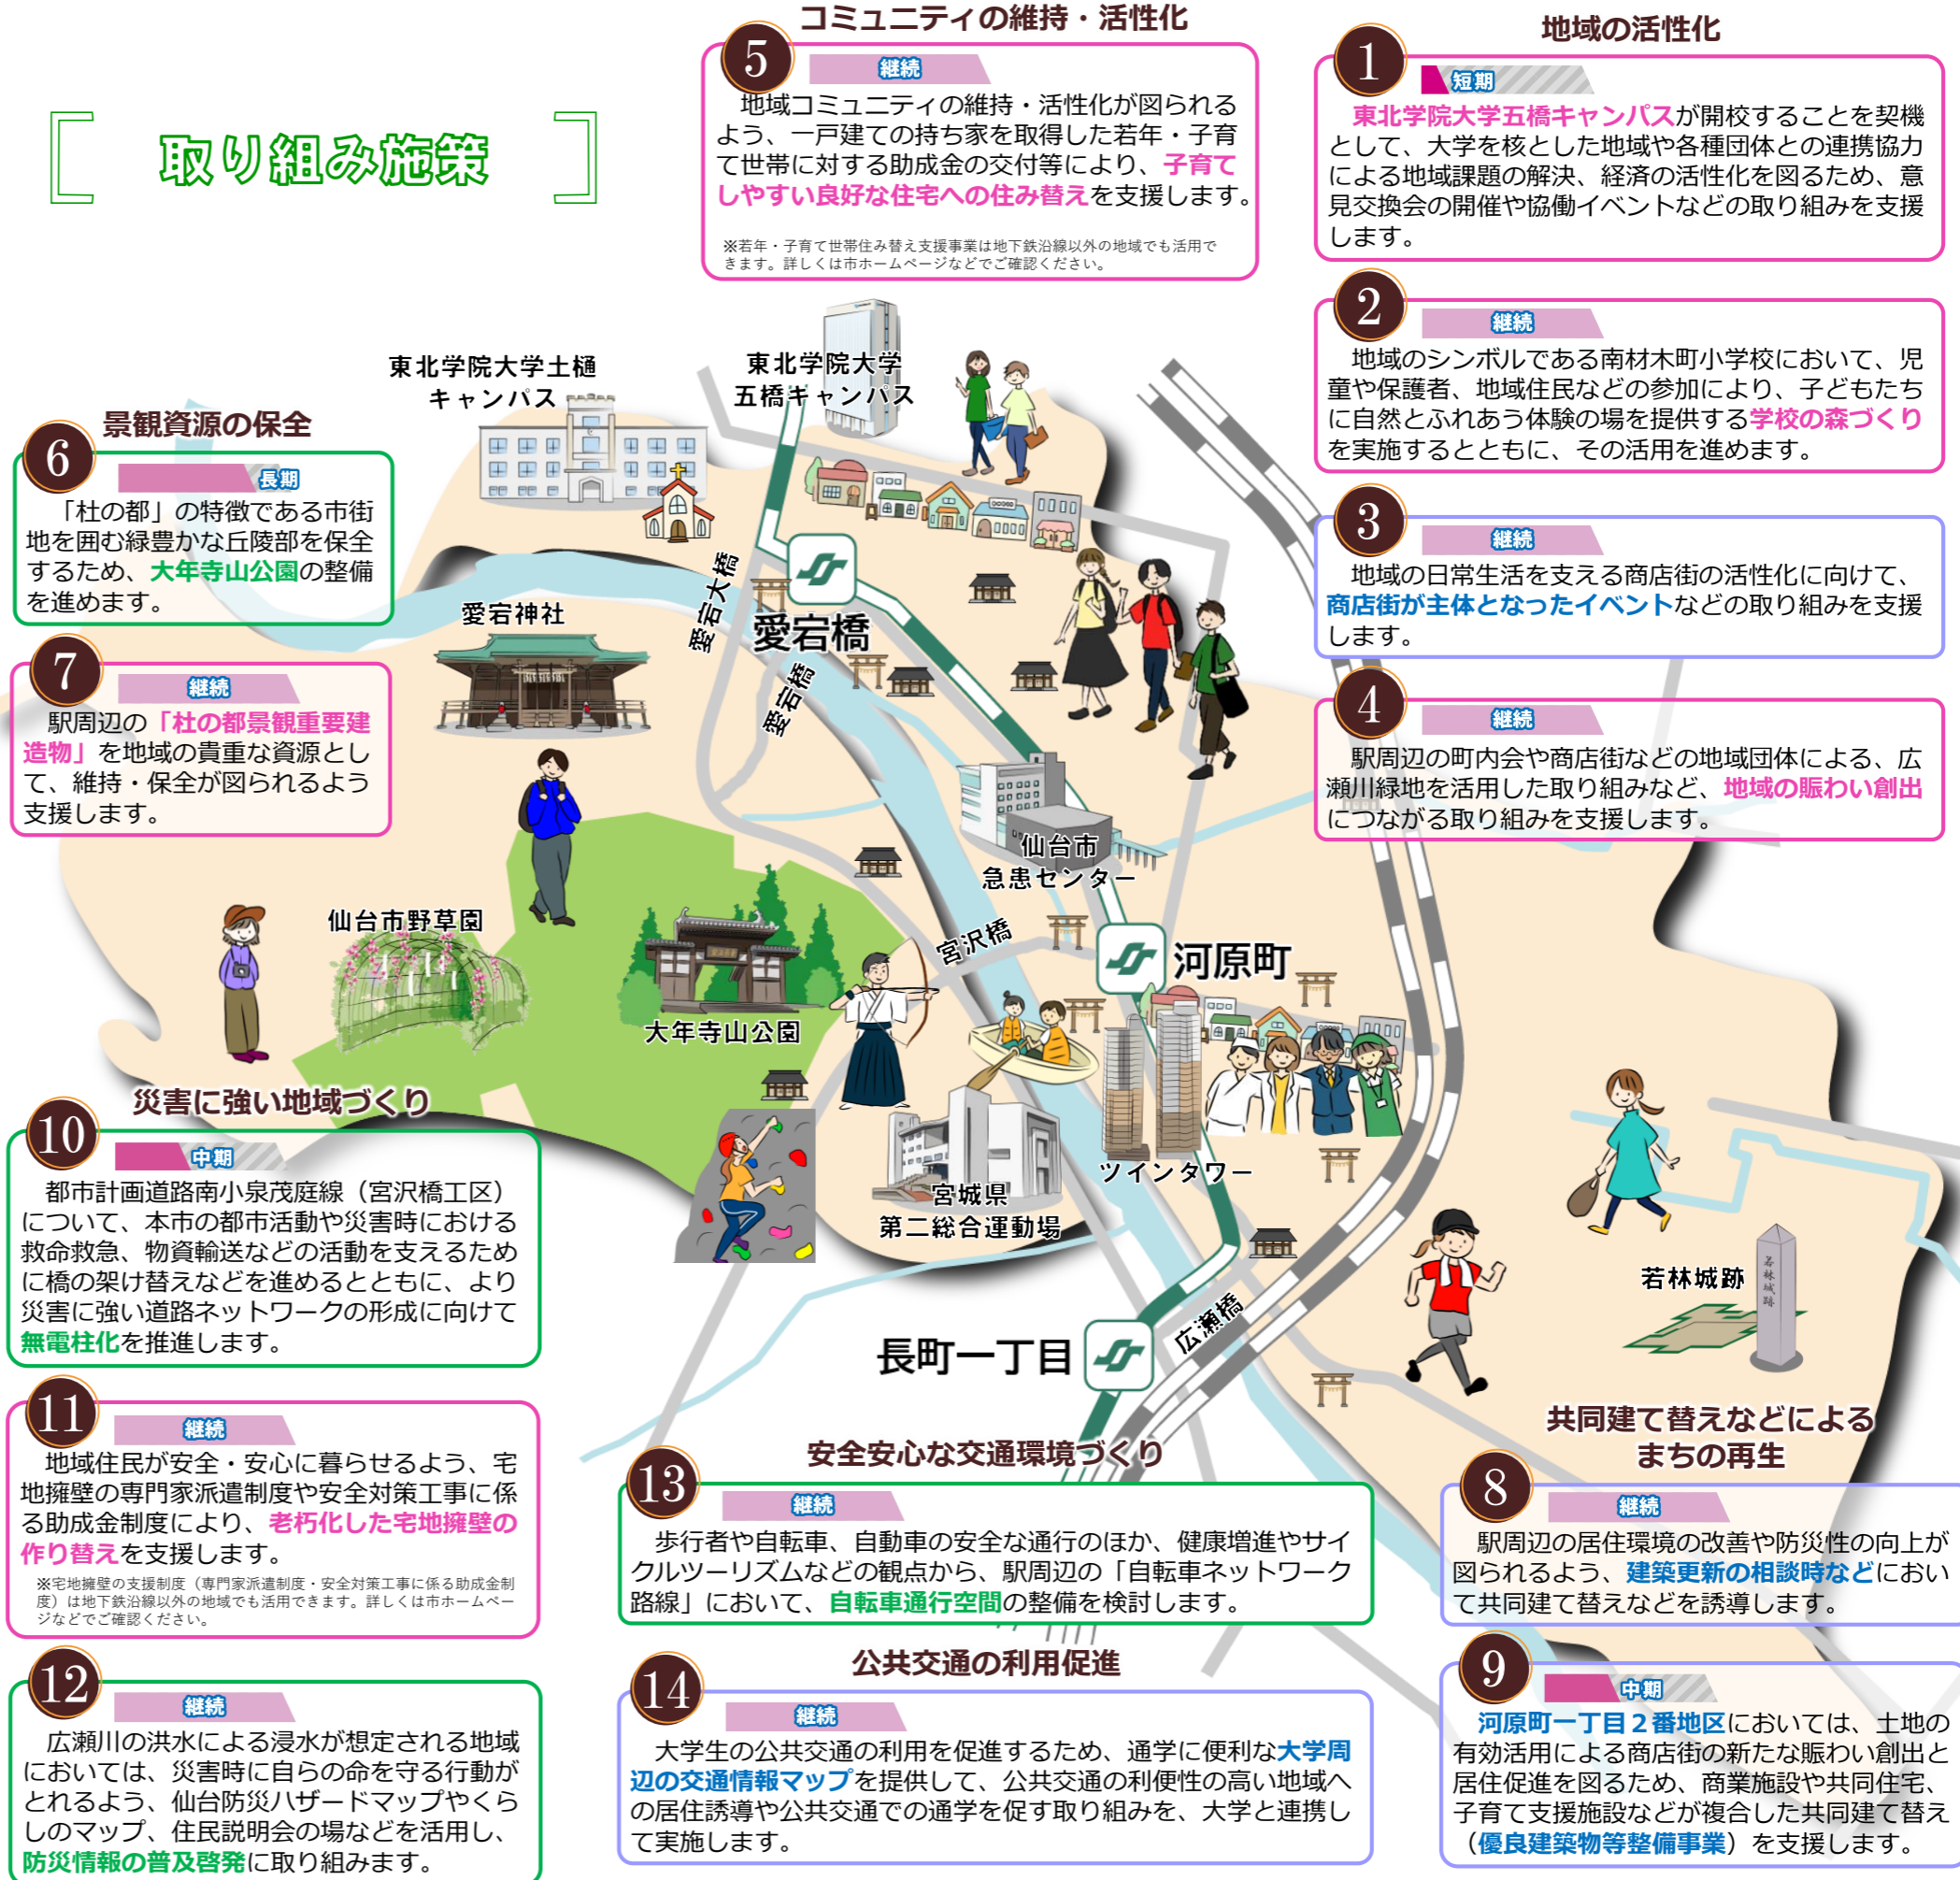 取り組み施策
コミュニティの維持・活性化
5
継続
地域コミュニティの維持・活性化が図られる
よう、一戸建ての持ち家を取得した若年・子育
て世帯に対する助成金の交付等により、子育て
しやすい良好な住宅への住み替えを支援します。
※若年・子育て世帯住み替え支援事業は地下鉄沿線以外の地域でも活用で
きます。詳しくは市ホームページなどでご確認ください。
地域の活性化
1
短期
東北学院大学五橋キャンパスが開校することを契機
として、大学を核とした地域や各種団体との連携協力
による地域課題の解決、経済の活性化を図るため、意
見交換会の開催や協働イベントなどの取り組みを支援
します。
2
継続
地域のシンボルである南材木町小学校において、児
童や保護者、地域住民などの参加により、子どもたち
に自然とふれあう体験の場を提供する学校の森づくり
を実施するとともに、その活用を進めます。
3
継続
地域の日常生活を支える商店街の活性化に向けて、
商店街が主体となったイベントなどの取り組みを支援
します。
4
継続
駅周辺の町内会や商店街などの地域団体による、広
瀬川緑地を活用した取り組みなど、地域の賑わい創出
につながる取り組みを支援します。
景観資源の保全
6
長期
「杜の都」の特徴である市街
地を囲む緑豊かな丘陵部を保全
するため、大年寺山公園の整備
を進めます。
7
継続
駅周辺の「杜の都景観重要建
造物」を地域の貴重な資源とし
て、維持・保全が図られるよう
支援します。
東北学院大学土樋
キャンパス
東北学院大学
五橋キャンパス
愛宕大橋
愛宕神社
愛宕橋
愛宕橋
仙台市
急患センター
仙台市野草園
宮沢橋
河原町
大年寺山公園
ツインタワー
宮城県
第二総合運動場
若林城跡
若林城跡
広瀬橋
長町一丁目
災害に強い地域づくり
10
中期
都市計画道路南小泉茂庭線（宮沢橋工区）
について、本市の都市活動や災害時における
救命救急、物資輸送などの活動を支えるため
に橋の架け替えなどを進めるとともに、より
災害に強い道路ネットワークの形成に向けて
無電柱化を推進します。
11
継続
地域住民が安全・安心に暮らせるよう、宅
地擁壁の専門家派遣制度や安全対策工事に係
る助成金制度により、老朽化した宅地擁壁の
作り替えを支援します。
※宅地擁壁の支援制度（専門家派遣制度・安全対策工事に係る助成金制
度）は地下鉄沿線以外の地域でも活用できます。詳しくは市ホームペー
ジなどでご確認ください。
12
継続
広瀬川の洪水による浸水が想定される地域
においては、災害時に自らの命を守る行動が
とれるよう、仙台防災ハザードマップやくら
しのマップ、住民説明会の場などを活用し、
防災情報の普及啓発に取り組みます。
安全安心な交通環境づくり
13
継続
歩行者や自転車、自動車の安全な通行のほか、健康増進やサイ
クルツーリズムなどの観点から、駅周辺の「自転車ネットワーク
路線」において、自転車通行空間の整備を検討します。
公共交通の利用促進
14
継続
大学生の公共交通の利用を促進するため、通学に便利な大学周
辺の交通情報マップを提供して、公共交通の利便性の高い地域へ
の居住誘導や公共交通での通学を促す取り組みを、大学と連携し
て実施します。
共同建て替えなどによる
まちの再生
8
継続
駅周辺の居住環境の改善や防災性の向上が
図られるよう、建築更新の相談時などにおい
て共同建て替えなどを誘導します。
9
中期
河原町一丁目２番地区においては、土地の
有効活用による商店街の新たな賑わい創出と
居住促進を図るため、商業施設や共同住宅、
子育て支援施設などが複合した共同建て替え
（優良建築物等整備事業）を支援します。